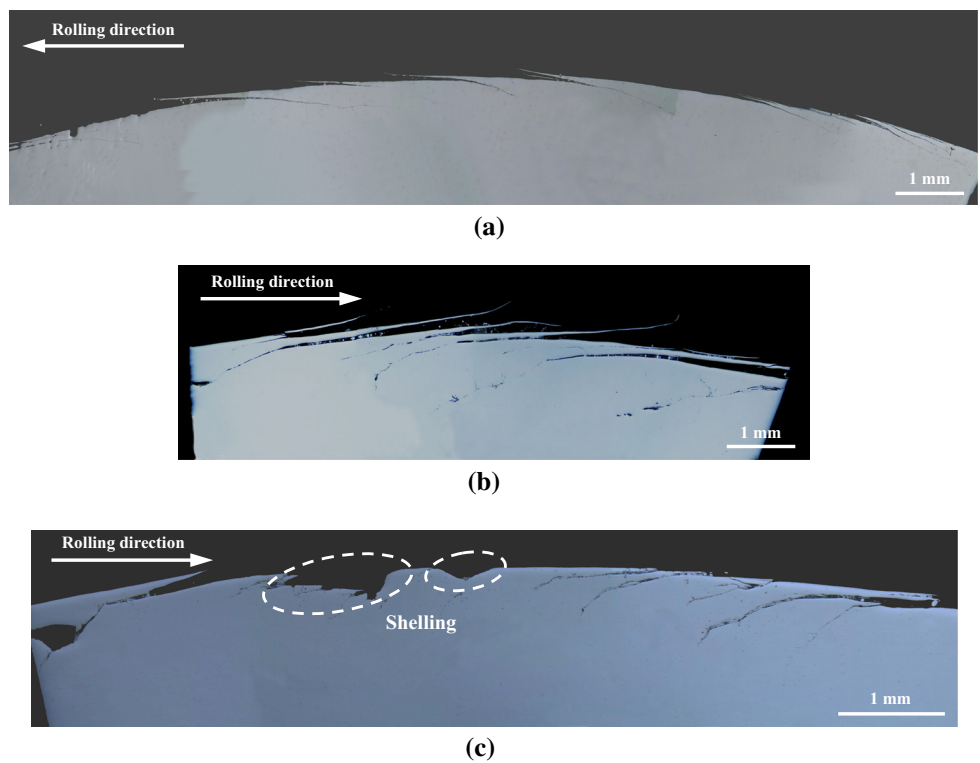 Rolling direction
1 mm
(a)
Rolling direction
1 mm
(b)
Rolling direction
Shelling
1 mm
(c)